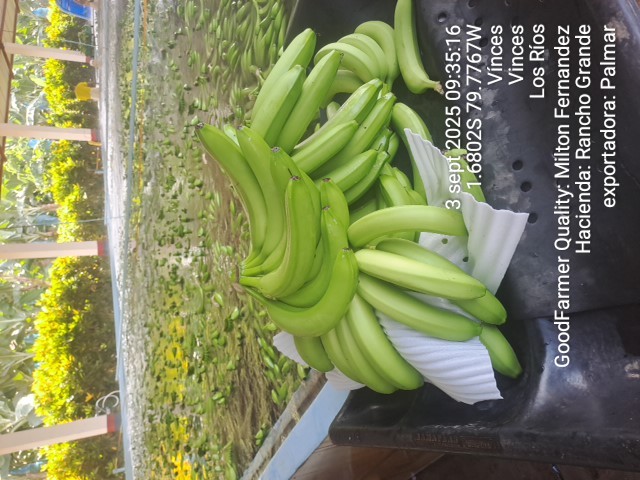 3 sept 2025 09:35:16
1.6802S 79.7767W
Vínces
Vinces
Los Ríos
GoodFarmer Quality: Milton Fernandez
Hacienda: Rancho Grande
exportadora: Palmar